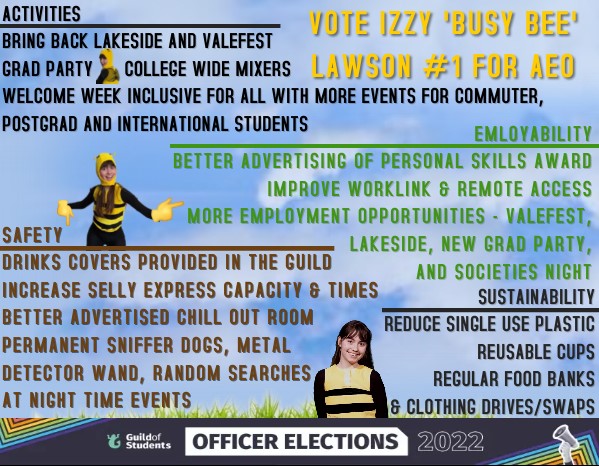 ACTIVITIES
BRING BACK LAKESIDE AND VALEFEST
GRAD PARTY COLLEGE WIDE MIXERS
WELCOME WEEK INCLUSIVE FOR ALL WITH MORE EVENTS FOR COMMUTER,
POSTGRAD AND INTERNATIONAL STUDENTS
VOTE IZZY 'BUSY BEE'
LAWSON #1 FOR AEO
EMLOYABILITY
BETTER ADVERTISING OF PERSONAL SKILLS AWARD
IMPROVE WORKLINK & REMOTE ACCESS
MORE EMPLOYMENT OPPORTUNITIES - VALEFEST,
LAKESIDE, NEW GRAD PARTY,
AND SOCIETIES NIGHT
SAFETY
DRINKS COVERS PROVIDED IN THE GUILD
INCREASE SELLY EXPRESS CAPACITY & TIMES
BETTER ADVERTISED CHILL OUT ROOM
PERMANENT SNIFFER DOGS, METAL
DETECTOR WAND, RANDOM SEARCHES
AT NIGHT TIME EVENTS
SUSTAINABILITY
REDUCE SINGLE USE PLASTIC
REUSABLE CUPS
REGULAR FOOD BANKS
& CLOTHING DRIVES/SWAPS
Guild of
Students
OFFICER ELECTIONS 2022